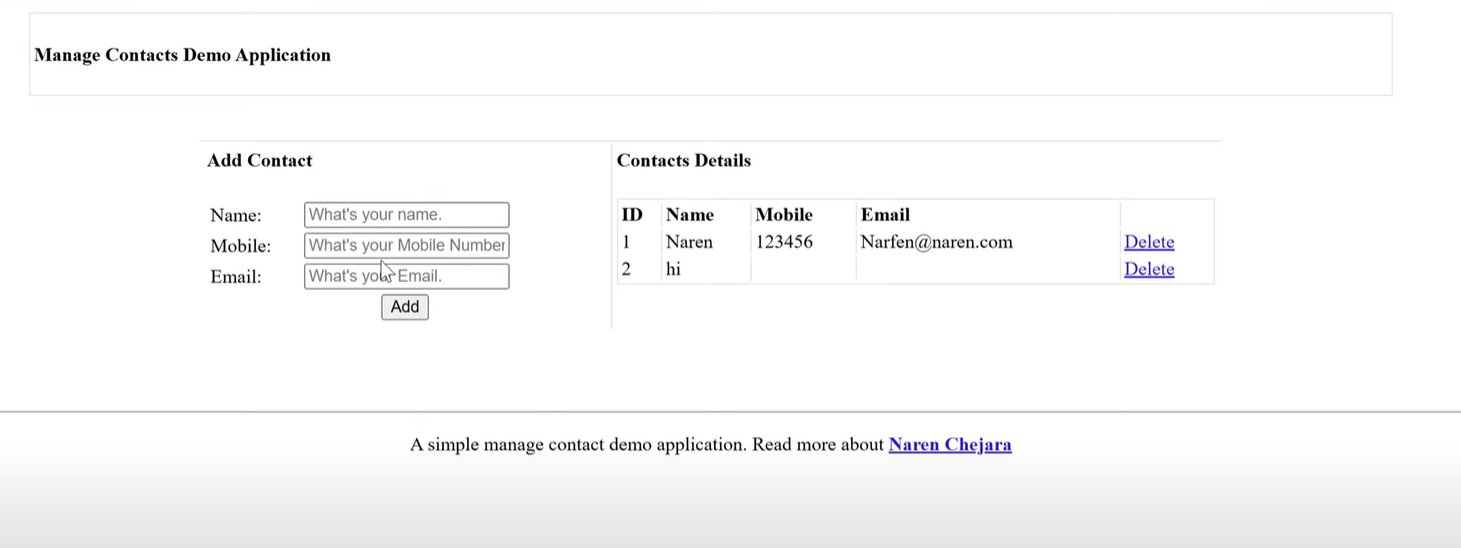 Manage Contacts Demo Application
Add Contact
Name: What's your name.
Mobile: What's your Mobile Number
Email: What's your Email.
Add
Contacts Details
ID Name Mobile Email
1 Naren 123456 Narfen@naren.com Delete
2 hi Delete
A simple manage contact demo application. Read more about Naren Chejara